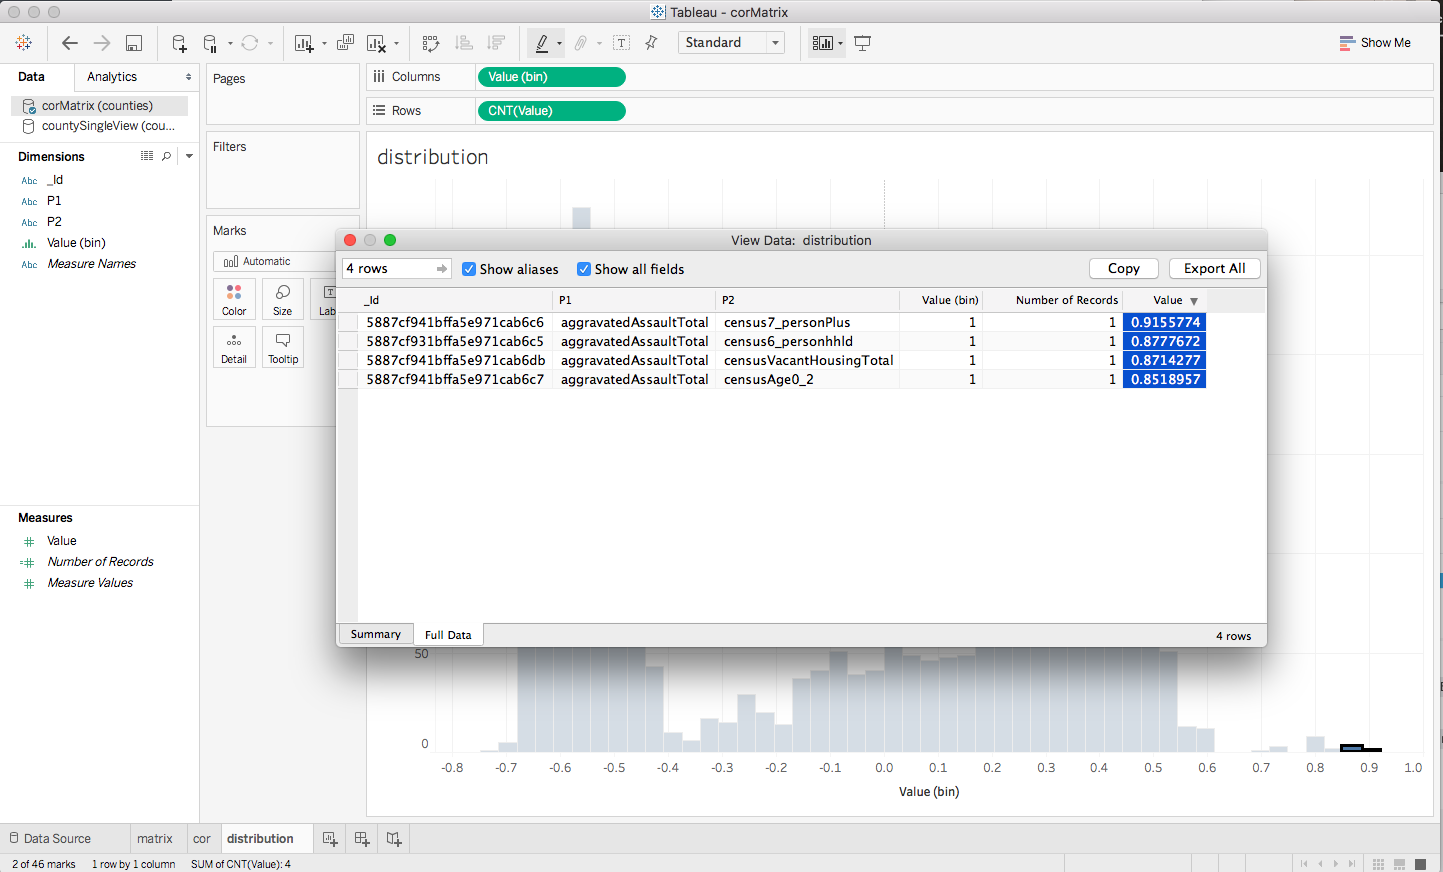 Tableau - corMatrix
Standard
Show Me
Data
Analytics
Pages
Columns
Value (bin)
Rows
CNT(Value)
corMatrix (counties)
countySingleView (cou...
Dimensions
Abc _Id
Abc P1
Abc P2
Value (bin)
Abc Measure Names
Filters
Marks
Automatic
Color
Size
Lab
Detail
Tooltip
distribution
View Data: distribution
4 rows
Show aliases
Show all fields
Copy
Export All
_Id P1 P2 Value (bin) Number of Records Value
5887cf941bffa5e971cab6c6 aggravatedAssaultTotal census7_personPlus 1 1 0.9155774
5887cf931bffa5e971cab6c5 aggravatedAssaultTotal census6_personhhld 1 1 0.8777672
5887cf941bffa5e971cab6db aggravatedAssaultTotal censusVacantHousingTotal 1 1 0.8714277
5887cf941bffa5e971cab6c7 aggravatedAssaultTotal censusAge0_2 1 1 0.8518957
Summary
Full Data
4 rows
Measures
Value
Number of Records
Measure Values
50
0
-0.8 -0.7 -0.6 -0.5 -0.4 -0.3 -0.2 -0.1 0.0 0.1 0.2 0.3 0.4 0.5 0.6 0.7 0.8 0.9 1.0
Value (bin)
Data Source
matrix
cor
distribution
2 of 46 marks
1 row by 1 column
SUM of CNT(Value): 4